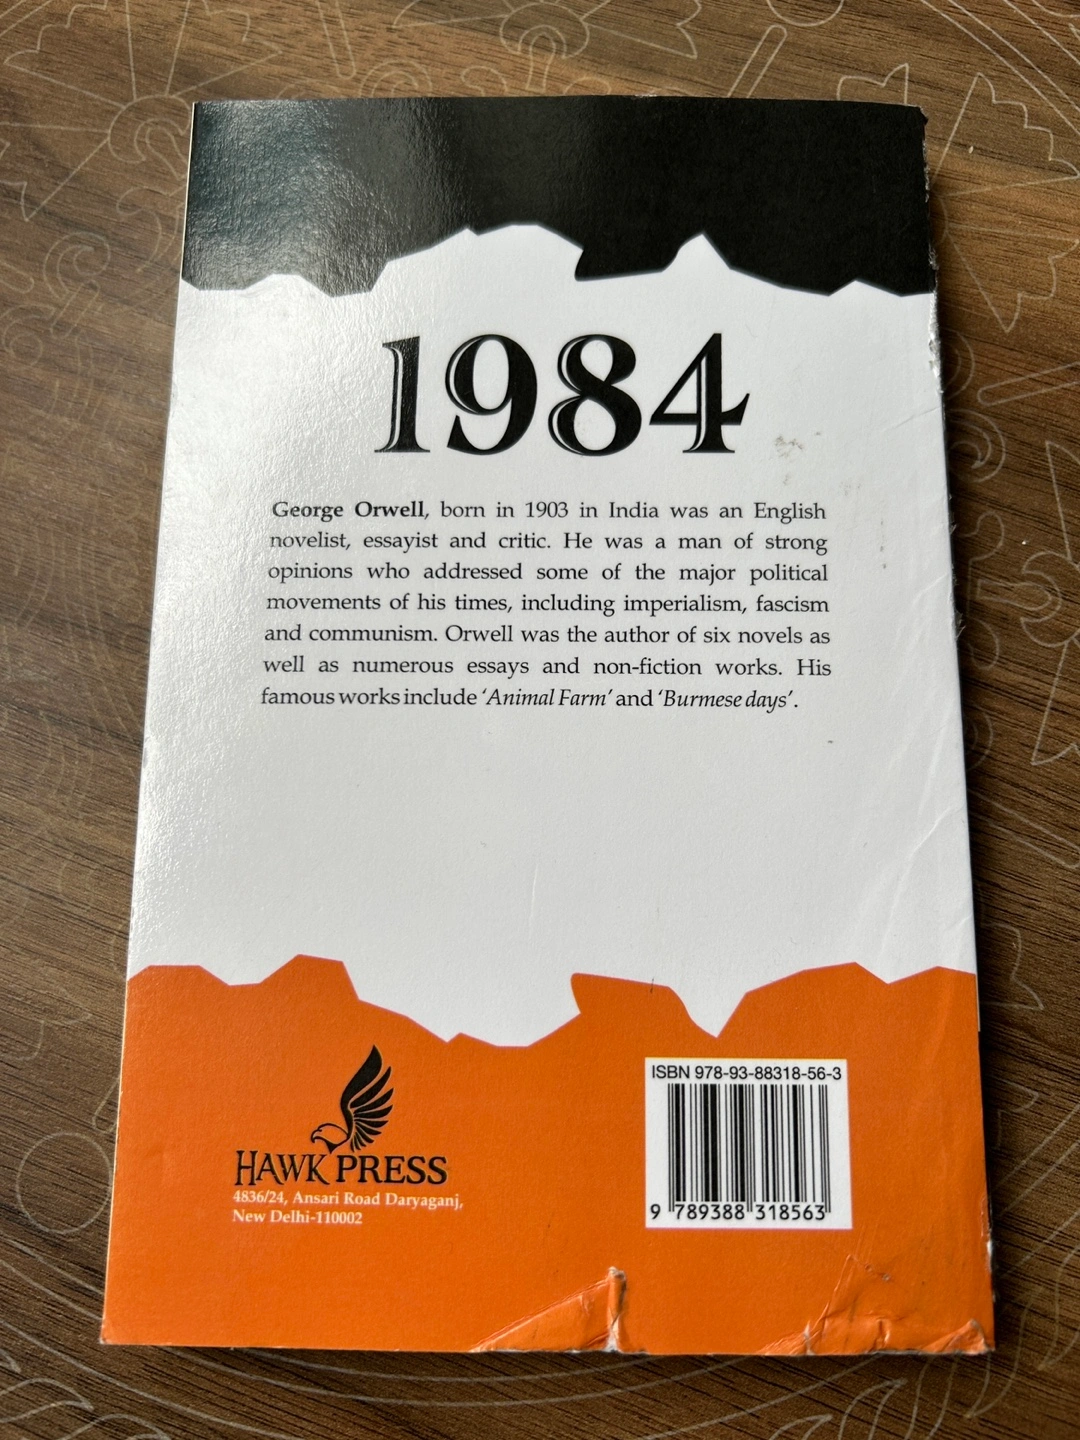 1984
George Orwell, born in 1903 in India was an English
novelist, essayist and critic. He was a man of strong
opinions who addressed some of the major political
movements of his times, including imperialism, fascism
and communism. Orwell was the author of six novels as
well as numerous essays and non-fiction works. His
famous works include ‘Animal Farm’ and ‘Burmese days’.
HAWK PRESS
4836/24, Ansari Road Daryaganj,
New Delhi-110002
ISBN 978-93-88318-56-3
9 789388 318563